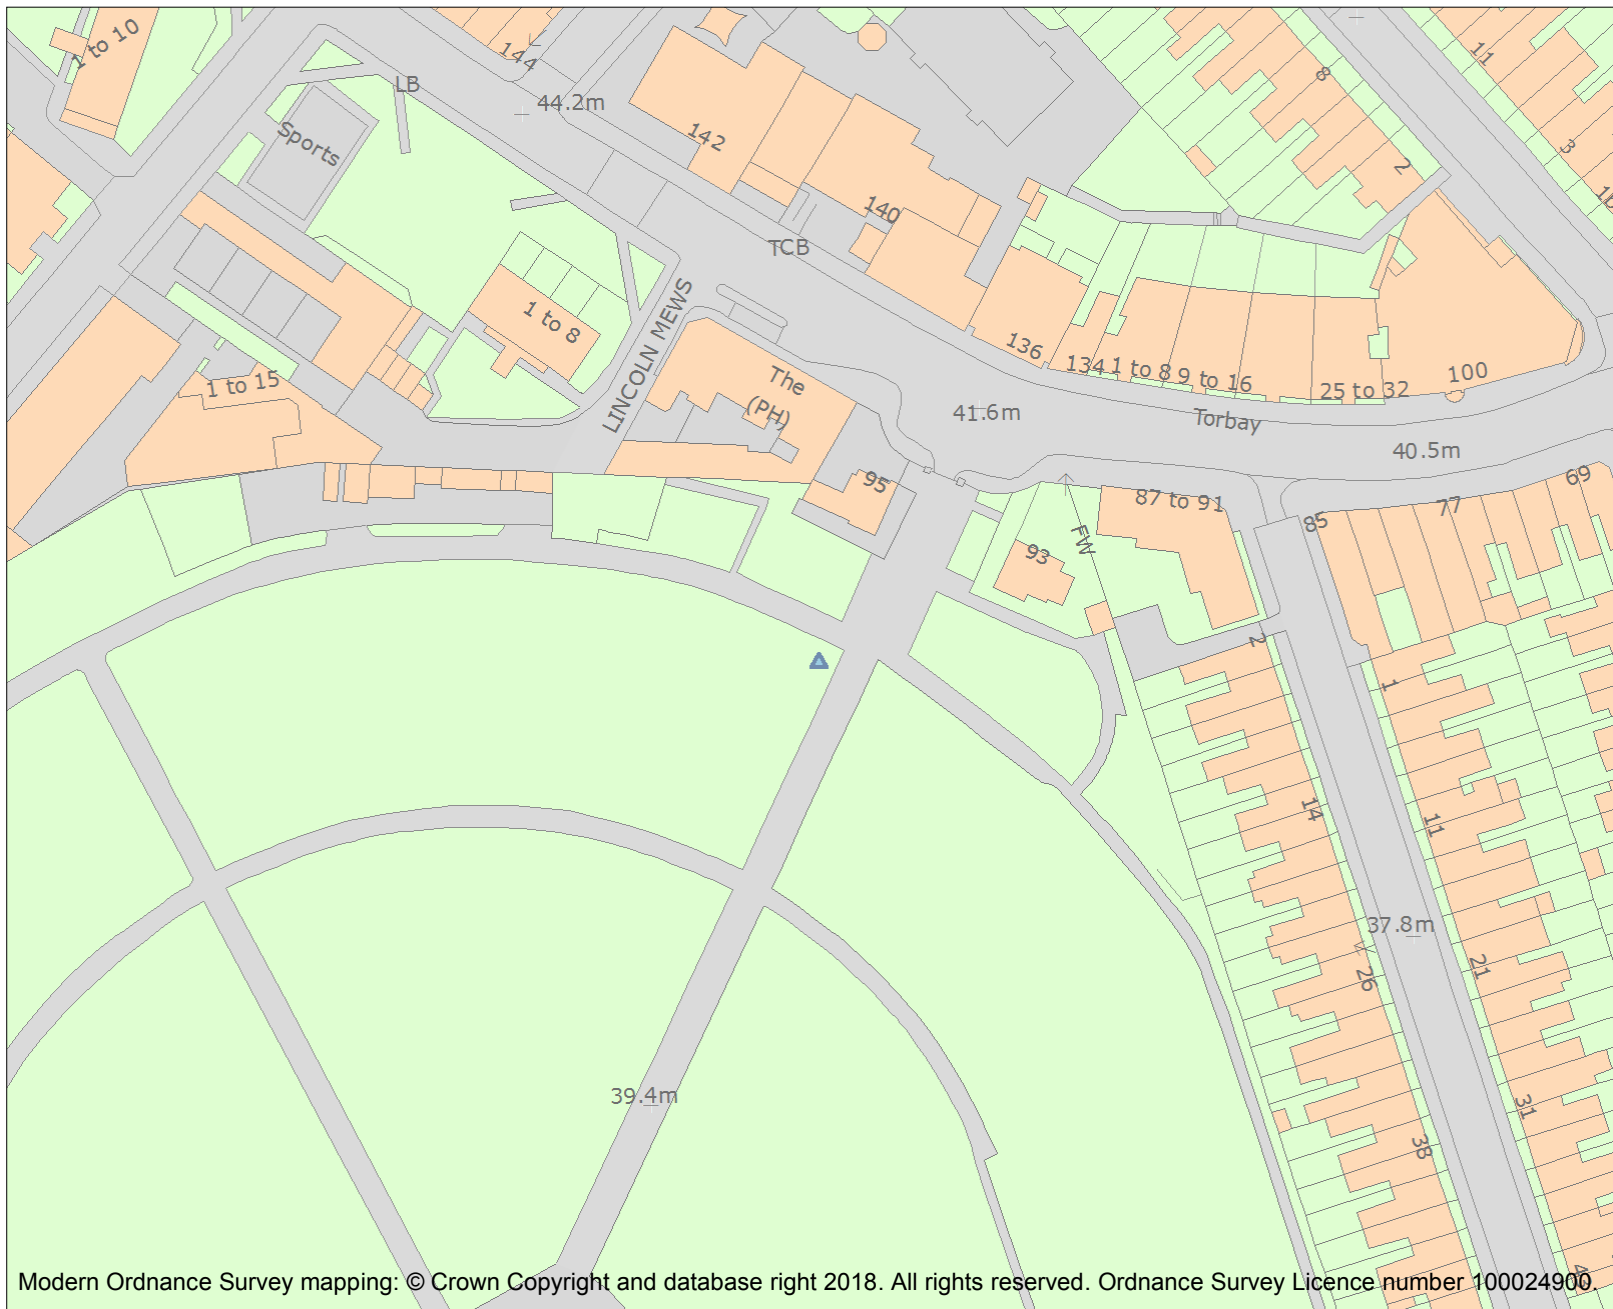 1 to 10
144
LB
44.2m
8
11
Sports
142
2
3
140
TCB
LINCOLN MEWS
1 to 8
136
134
1 to 8
9 to 16
25 to 32
100
1 to 15
The
(PH)
41.6m
Torbay
40.5m
95
87 to 91
85
77
69
FW
93
2
1
14
11
37.8m
26
21
39.4m
38
31
Modern Ordnance Survey mapping: © Crown Copyright and database right 2018. All rights reserved. Ordnance Survey Licence number 100024900.